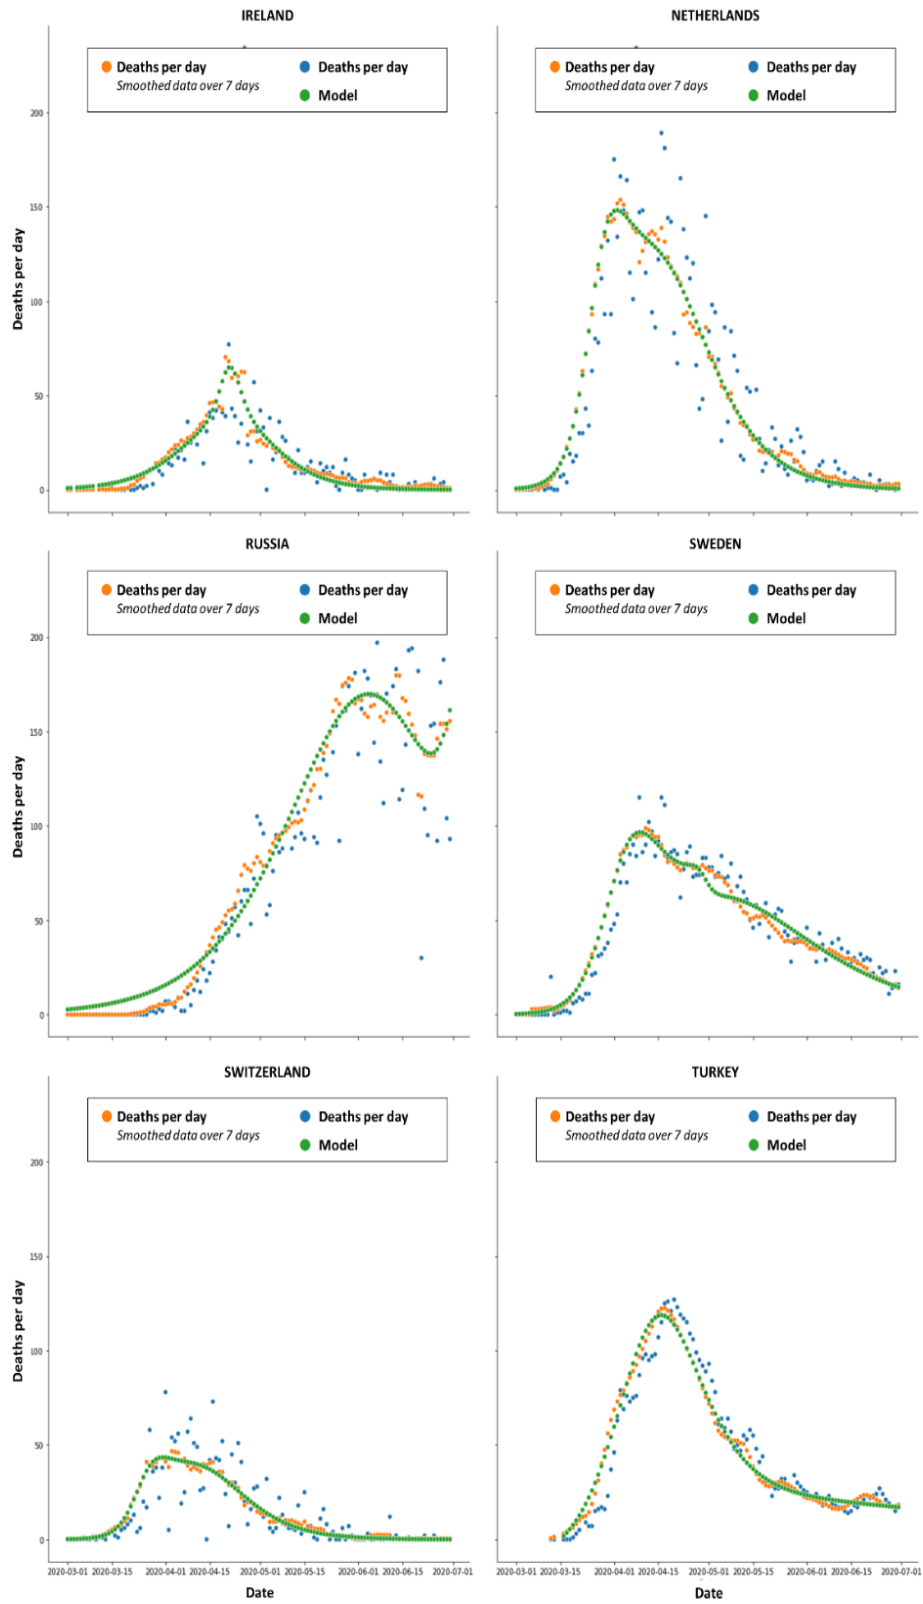 IRELAND
Deaths per day
Smoothed data over 7 days
Deaths per day
Model
200
150
100
50
0
Deaths per day
NETHERLANDS
Deaths per day
Smoothed data over 7 days
Deaths per day
Model
RUSSIA
Deaths per day
Smoothed data over 7 days
Deaths per day
Model
200
150
100
50
0
Deaths per day
SWEDEN
Deaths per day
Smoothed data over 7 days
Deaths per day
Model
SWITZERLAND
Deaths per day
Smoothed data over 7 days
Deaths per day
Model
200
150
100
50
0
Deaths per day
2020-03-01 2020-03-15 2020-04-01 2020-04-15 2020-05-01 2020-05-15 2020-06-01 2020-06-15 2020-07-01
Date
TURKEY
Deaths per day
Smoothed data over 7 days
Deaths per day
Model
2020-03-01 2020-03-15 2020-04-01 2020-04-15 2020-05-01 2020-05-15 2020-06-01 2020-06-15 2020-07-01
Date